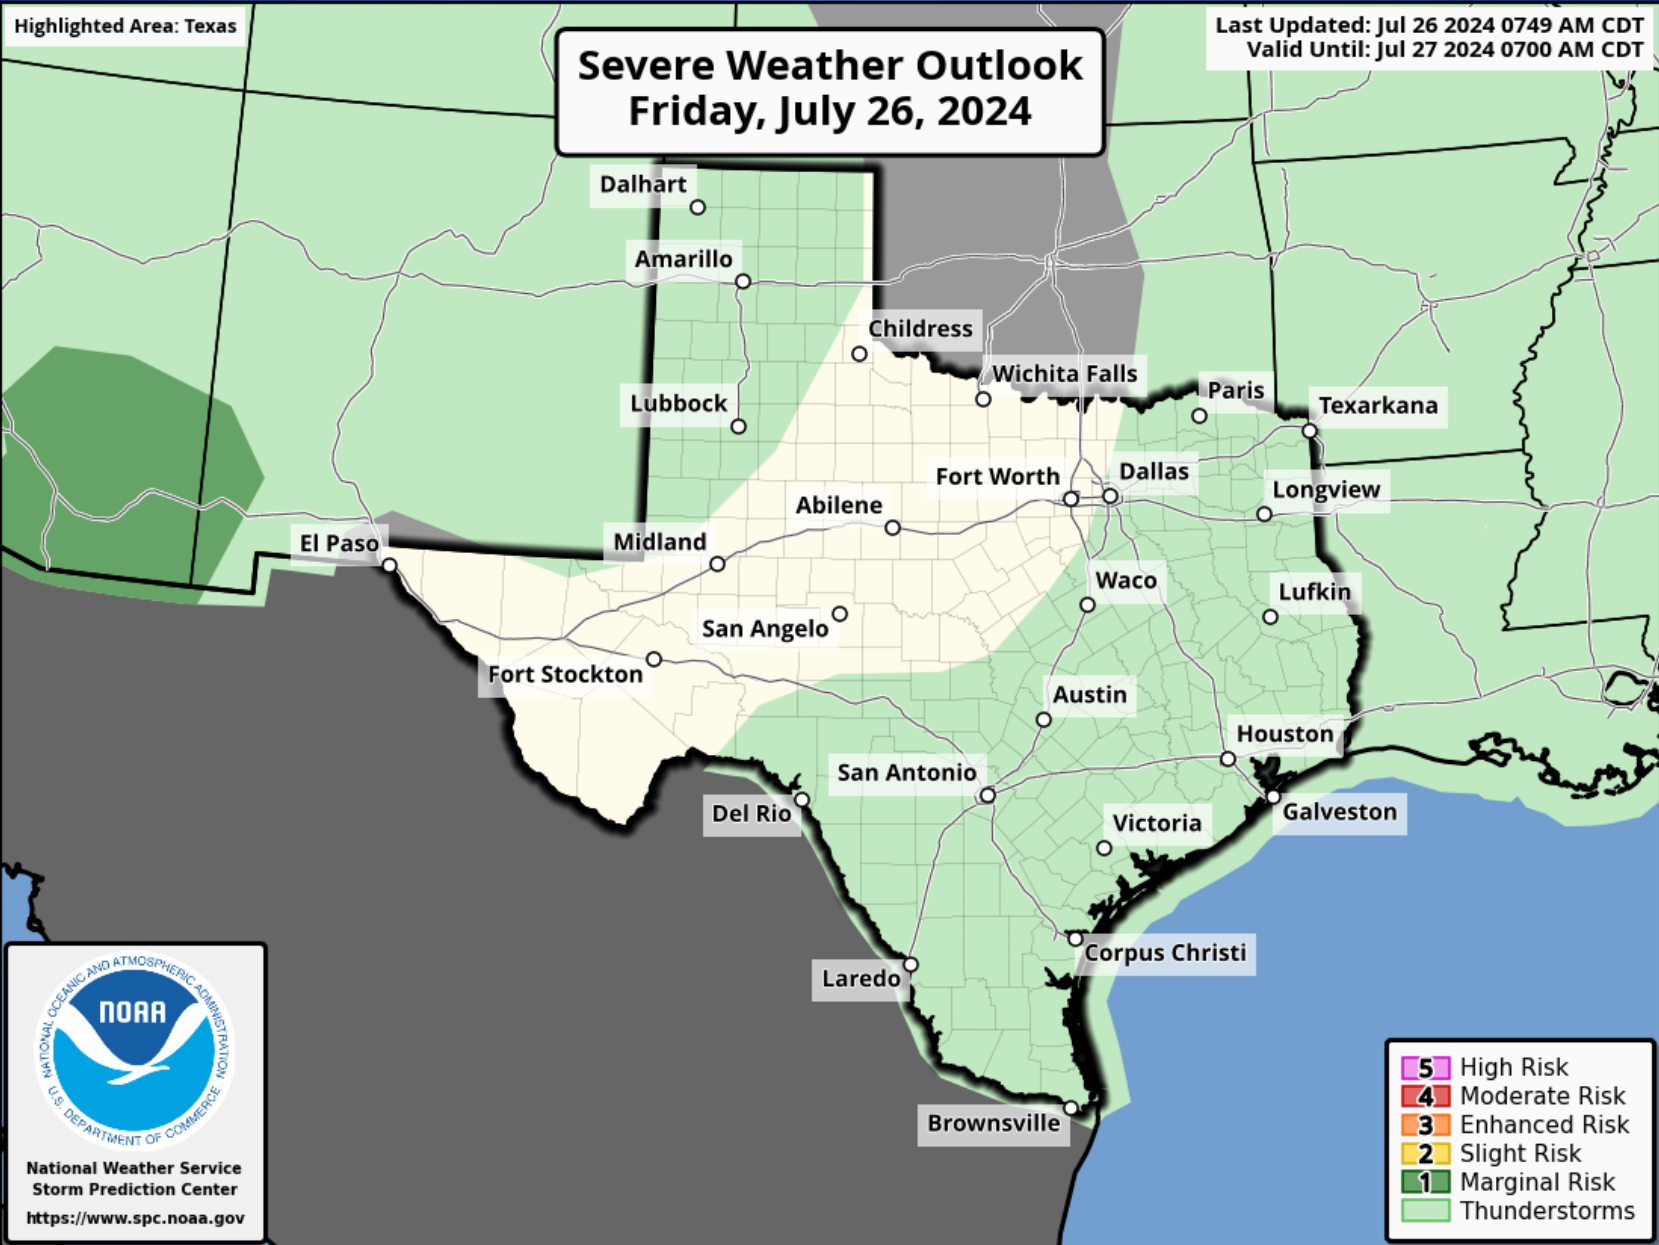 Highlighted Area: Texas
Severe Weather Outlook
Friday, July 26, 2024
Last Updated: Jul 26 2024 0749 AM CDT
Valid Until: Jul 27 2024 0700 AM CDT
Dalhart
Amarillo
Childress
Wichita Falls
Paris
Texarkana
Lubbock
Fort Worth
Dallas
Longview
Abilene
El Paso
Midland
Waco
Lufkin
San Angelo
Fort Stockton
Austin
Houston
San Antonio
Del Rio
Galveston
Victoria
Corpus Christi
Laredo
Brownsville
NATIONAL OCEANIC AND ATMOSPHERIC ADMINISTRATION
NOAA
U.S. DEPARTMENT OF COMMERCE
National Weather Service
Storm Prediction Center
https://www.spc.noaa.gov
5 High Risk
4 Moderate Risk
3 Enhanced Risk
2 Slight Risk
1 Marginal Risk
Thunderstorms